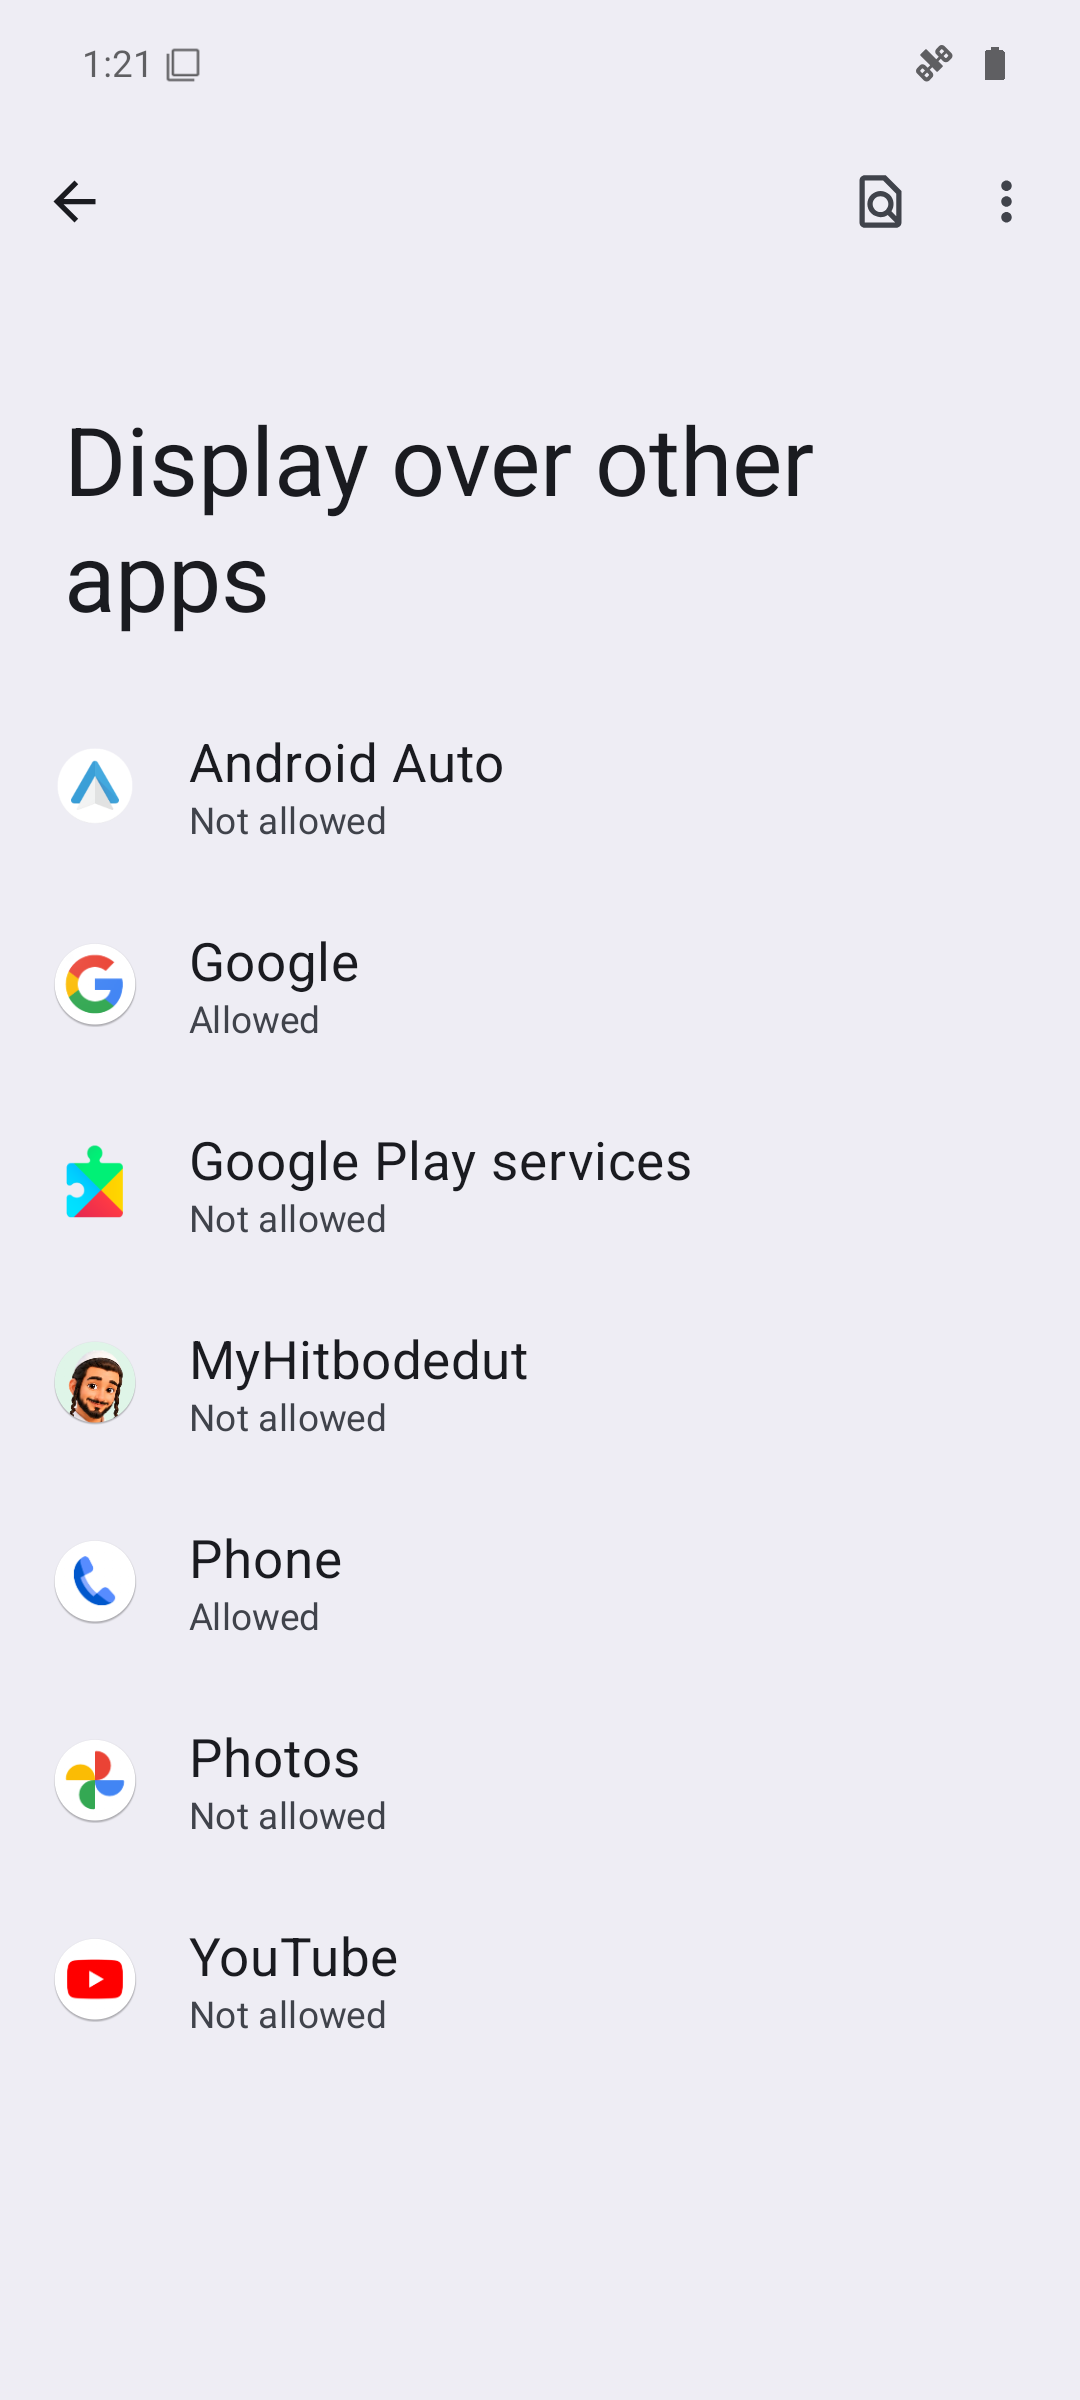 1:21
Display over other
apps
Android Auto
Not allowed
Google
Allowed
Google Play services
Not allowed
MyHitbodedut
Not allowed
Phone
Allowed
Photos
Not allowed
YouTube
Not allowed